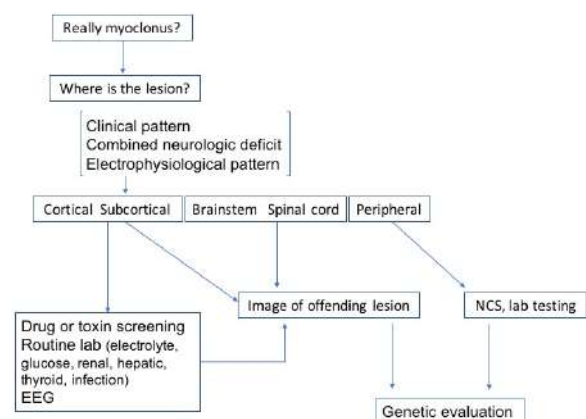 Really myoclonus?
Where is the lesion?
Clinical pattern
Combined neurologic deficit
Electrophysiological pattern
Cortical Subcortical
Brainstem Spinal cord
Peripheral
Image of offending lesion
NCS, lab testing
Drug or toxin screening
Routine lab (electrolyte,
glucose, renal, hepatic,
thyroid, infection)
EEG
Genetic evaluation